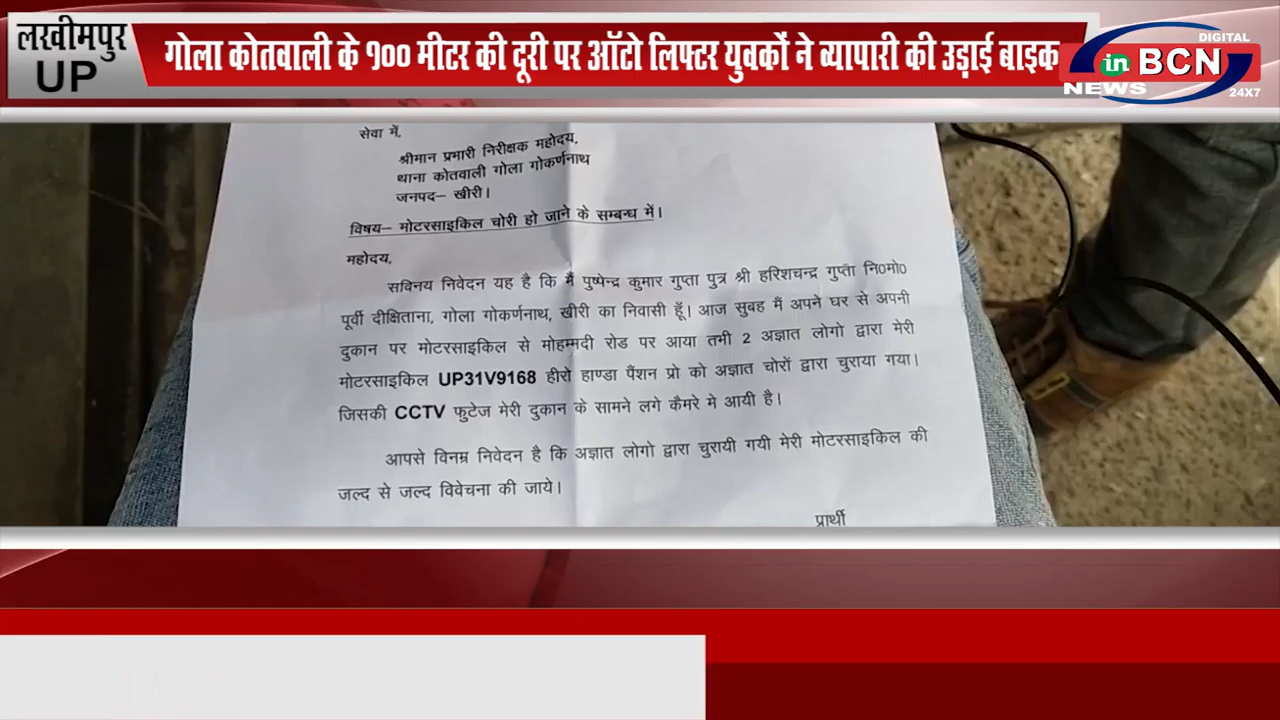 लखीमपुर
UP
गोला कोतवाली के १०० मीटर की दूरी पर ऑटो लिफ्टर युवकों ने व्यापारी की उड़ाई बाइक
DIGITAL
in BCN
NEWS
24X7
सेवा में,
श्रीमान प्रभारी निरीक्षक महोदय,
थाना कोतवाली गोला गोकर्णनाथ
जनपद– खीरी।
विषय– मोटरसाइकिल चोरी हो जाने के सम्बन्ध में।
महोदय,
सविनय निवेदन यह है कि मैं पुष्पेन्द्र कुमार गुप्ता पुत्र श्री हरिशचन्द्र गुप्ता नि0मो0
पूर्वी दीक्षिताना, गोला गोकर्णनाथ, खीरी का निवासी हूँ। आज सुबह मैं अपने घर से अपनी
दुकान पर मोटरसाइकिल से मोहम्मदी रोड पर आया तभी 2 अज्ञात लोगो द्वारा मेरी
मोटरसाइकिल UP31V9168 हीरो हाण्डा पैंशन प्रो को अज्ञात चोरों द्वारा चुराया गया।
जिसकी CCTV फुटेज मेरी दुकान के सामने लगे कैमरे मे आयी है।
आपसे विनम्र निवेदन है कि अज्ञात लोगो द्वारा चुरायी गयी मेरी मोटरसाइकिल की
जल्द से जल्द विवेचना की जाये।
प्रार्थी